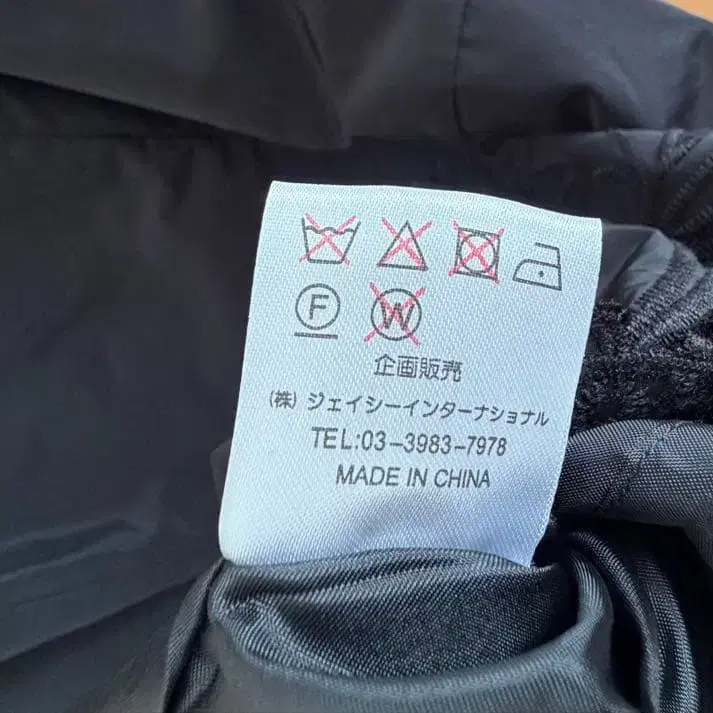 F W
企画販売
(株) ジェイシーインターナショナル
TEL:03-3983-7978
MADE IN CHINA